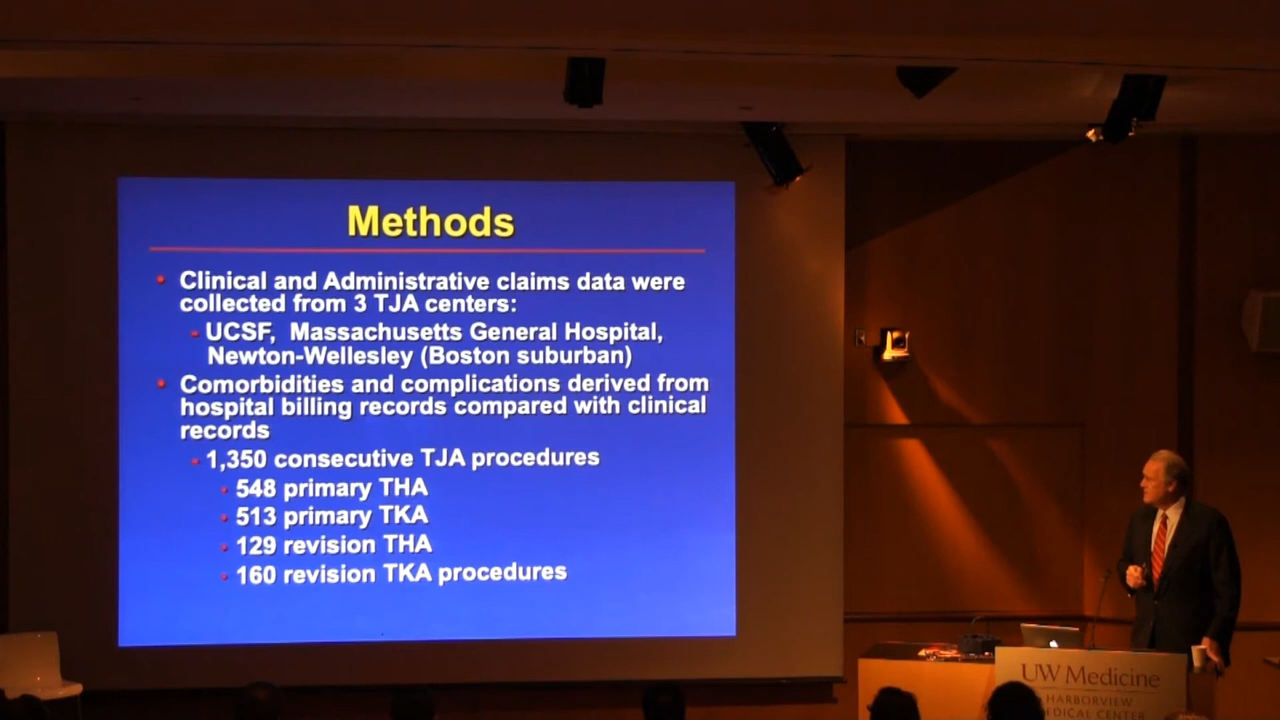 Methods
Clinical and Administrative claims data were
collected from 3 TJA centers:
- UCSF, Massachusetts General Hospital,
Newton-Wellesley (Boston suburban)
Comorbidities and complications derived from
hospital billing records compared with clinical
records
- 1,350 consecutive TJA procedures
548 primary THA
513 primary TKA
129 revision THA
160 revision TKA procedures
UW Medicine
HARBORVIEW
MEDICAL CENTER